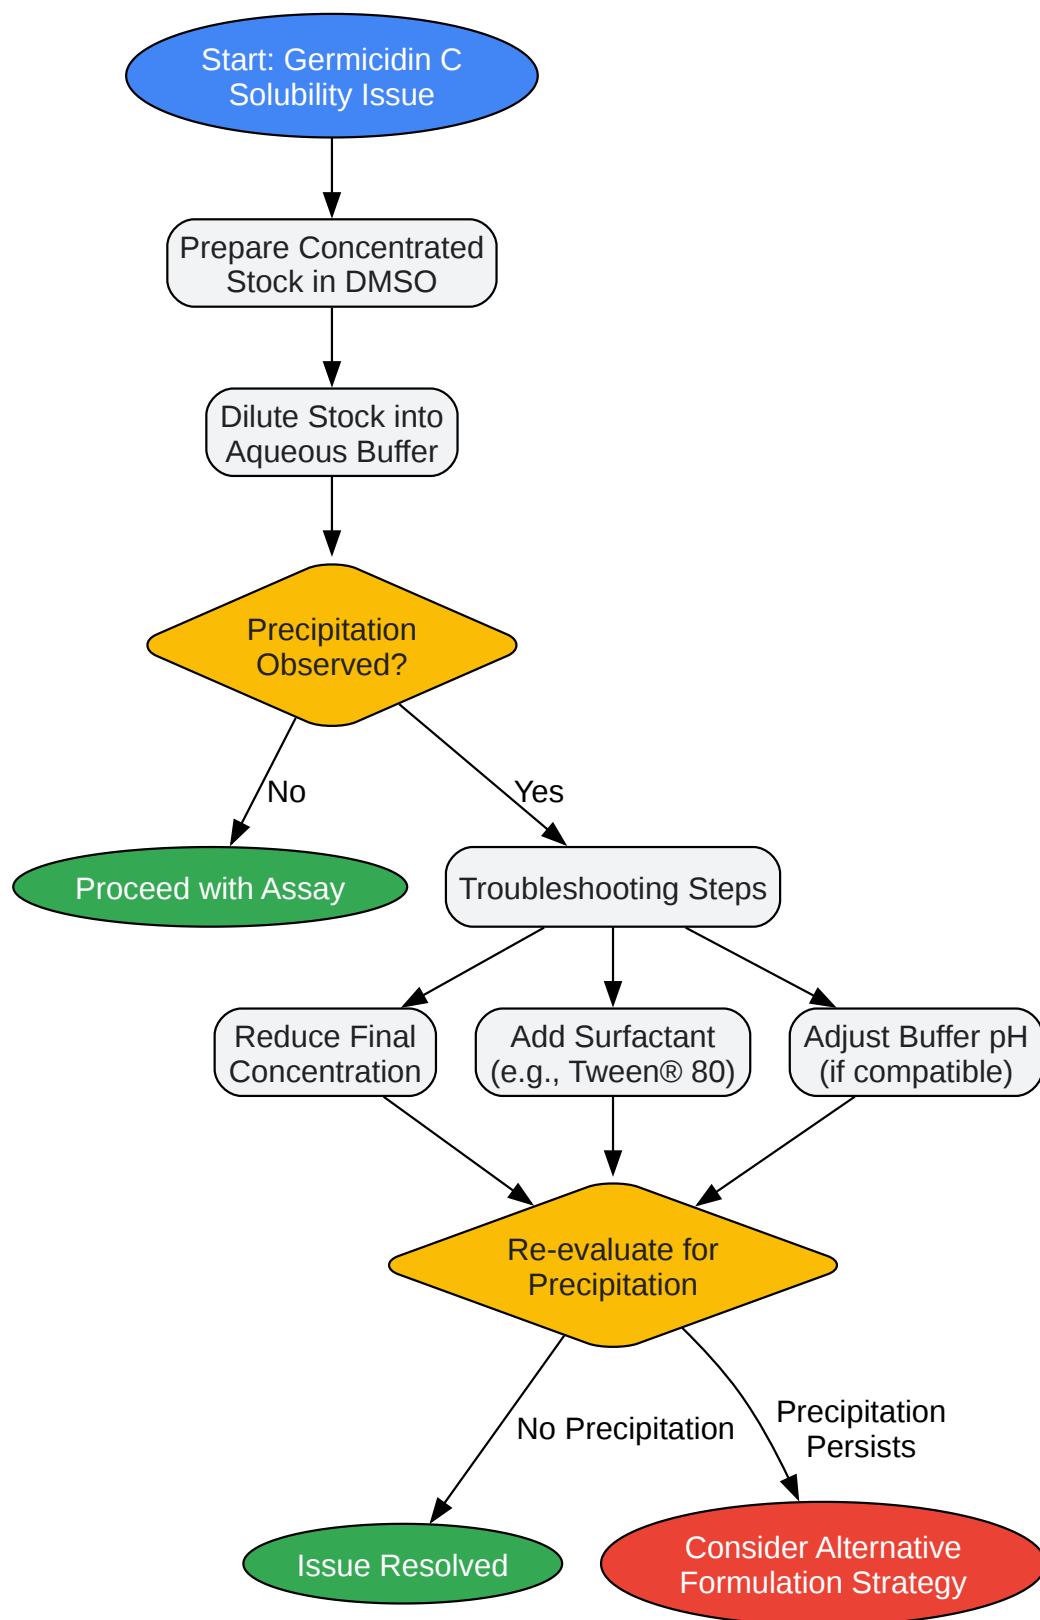 Start: Germicidin C
Solubility Issue
Prepare Concentrated
Stock in DMSO
Dilute Stock into
Aqueous Buffer
Precipitation
Observed?
No
Yes
Proceed with Assay
Troubleshooting Steps
Reduce Final
Concentration
Add Surfactant
(e.g., Tween® 80)
Adjust Buffer pH
(if compatible)
Re-evaluate for
Precipitation
No Precipitation
Precipitation
Persists
Issue Resolved
Consider Alternative
Formulation Strategy